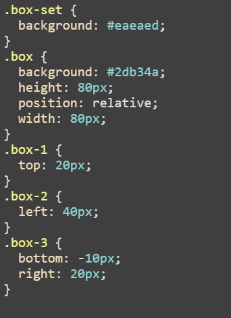 .box-set {
  background: #eaeaed;
}
.box {
  background: #2db34a;
  height: 80px;
  position: relative;
  width: 80px;
}
.box-1 {
  top: 20px;
}
.box-2 {
  left: 40px;
}
.box-3 {
  bottom: -10px;
  right: 20px;
}